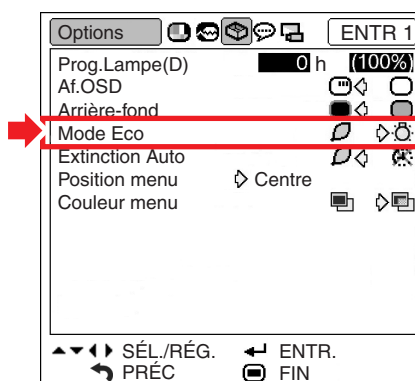 Options ENTR 1
Prog.Lampe(D) 0 h (100%)
Af.OSD
Arrière-fond
Mode Eco
Extinction Auto
Position menu Centre
Couleur menu
SÉL./RÉG. ENTR.
PRÉC FIN